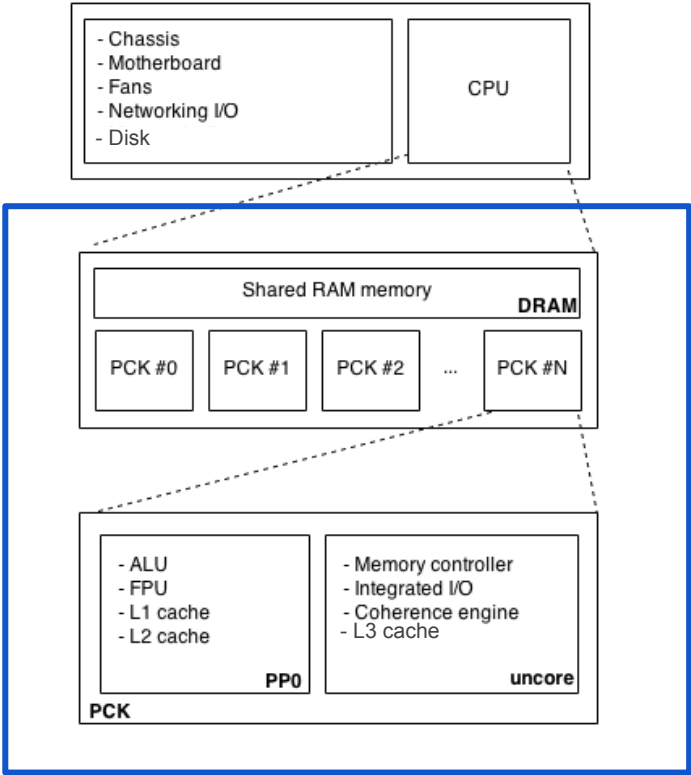 - Chassis
- Motherboard
- Fans
- Networking I/O
- Disk
CPU
Shared RAM memory
DRAM
PCK #0
PCK #1
PCK #2
...
PCK #N
- ALU
- FPU
- L1 cache
- L2 cache
PP0
- Memory controller
- Integrated I/O
- Coherence engine
- L3 cache
uncore
PCK